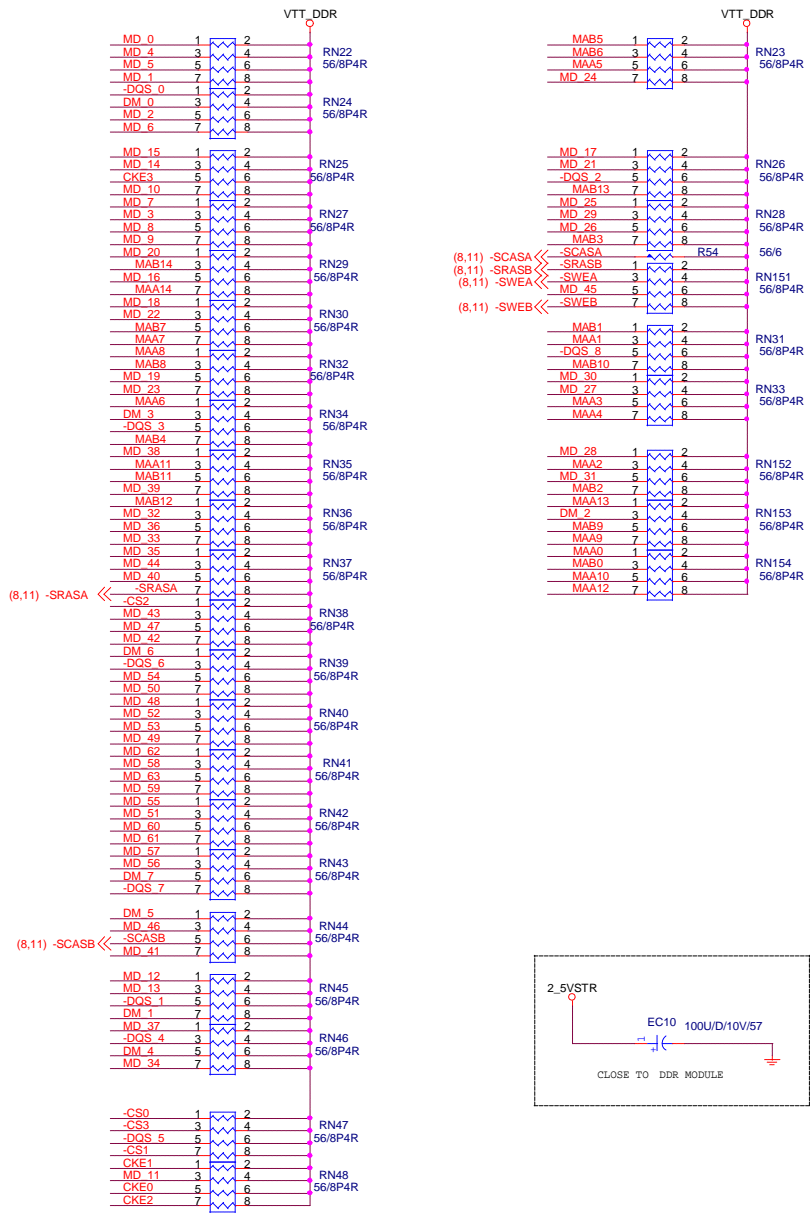 VTT_DDR
MD_0 1 2
MD_4 3 4 RN22
MD_5 5 6 56/8P4R
MD_1 7 8
-DQS_0 1 2
DM_0 3 4 RN24
MD_2 5 6 56/8P4R
MD_6 7 8
MD_15 1 2
MD_14 3 4 RN25
CKE3 5 6 56/8P4R
MD_10 7 8
MD_7 1 2
MD_3 3 4 RN27
MD_8 5 6 56/8P4R
MD_9 7 8
MD_20 1 2
MAB14 3 4 RN29
MD_16 5 6 56/8P4R
MAA14 7 8
MD_18 1 2
MD_22 3 4 RN30
MAB7 5 6 56/8P4R
MAA7 7 8
MAA8 1 2
MAB8 3 4 RN32
MD_19 5 6 56/8P4R
MD_23 7 8
MAA6 1 2
DM_3 3 4 RN34
-DQS_3 5 6 56/8P4R
MAB4 7 8
MD_38 1 2
MAA11 3 4 RN35
MAB11 5 6 56/8P4R
MD_39 7 8
MAB12 1 2
MD_32 3 4 RN36
MD_36 5 6 56/8P4R
MD_33 7 8
MD_35 1 2
MD_44 3 4 RN37
MD_40 5 6 56/8P4R
(8,11) -SRASA -SRASA 7 8
-CS2 1 2
MD_43 3 4 RN38
MD_47 5 6 56/8P4R
MD_42 7 8
DM_6 1 2
-DQS_6 3 4 RN39
MD_54 5 6 56/8P4R
MD_50 7 8
MD_48 1 2
MD_52 3 4 RN40
MD_53 5 6 56/8P4R
MD_49 7 8
MD_62 1 2
MD_58 3 4 RN41
MD_63 5 6 56/8P4R
MD_59 7 8
MD_55 1 2
MD_51 3 4 RN42
MD_60 5 6 56/8P4R
MD_61 7 8
MD_57 1 2
MD_56 3 4 RN43
DM_7 5 6 56/8P4R
-DQS_7 7 8
DM_5 1 2
MD_46 3 4 RN44
(8,11) -SCASB -SCASB 5 6 56/8P4R
MD_41 7 8
MD_12 1 2
MD_13 3 4 RN45
-DQS_1 5 6 56/8P4R
DM_1 7 8
MD_37 1 2
-DQS_4 3 4 RN46
DM_4 5 6 56/8P4R
MD_34 7 8
-CS0 1 2
-CS3 3 4 RN47
-DQS_5 5 6 56/8P4R
-CS1 7 8
CKE1 1 2
MD_11 3 4 RN48
CKE0 5 6 56/8P4R
CKE2 7 8
VTT_DDR
MAB5 1 2
MAB6 3 4 RN23
MAA5 5 6 56/8P4R
MD_24 7 8
MD_17 1 2
MD_21 3 4 RN26
-DQS_2 5 6 56/8P4R
MAB13 7 8
MD_25 1 2
MD_29 3 4 RN28
MD_26 5 6 56/8P4R
MAB3 7 8
(8,11) -SCASA -SCASA R54 56/6
(8,11) -SRASB -SRASB 1 2
(8,11) -SWEA -SWEA 3 4 RN151
MD_45 5 6 56/8P4R
(8,11) -SWEB -SWEB 7 8
MAB1 1 2
MAA1 3 4 RN31
-DQS_8 5 6 56/8P4R
MAB10 7 8
MD_30 1 2
MD_27 3 4 RN33
MAA3 5 6 56/8P4R
MAA4 7 8
MD_28 1 2
MAA2 3 4 RN152
MD_31 5 6 56/8P4R
MAB2 7 8
MAA13 1 2
DM_2 3 4 RN153
MAB9 5 6 56/8P4R
MAA9 7 8
MAA0 1 2
MAB0 3 4 RN154
MAA10 5 6 56/8P4R
MAA12 7 8
2_5VSTR
EC10 100U/D/10V/57
1
+
CLOSE TO DDR MODULE